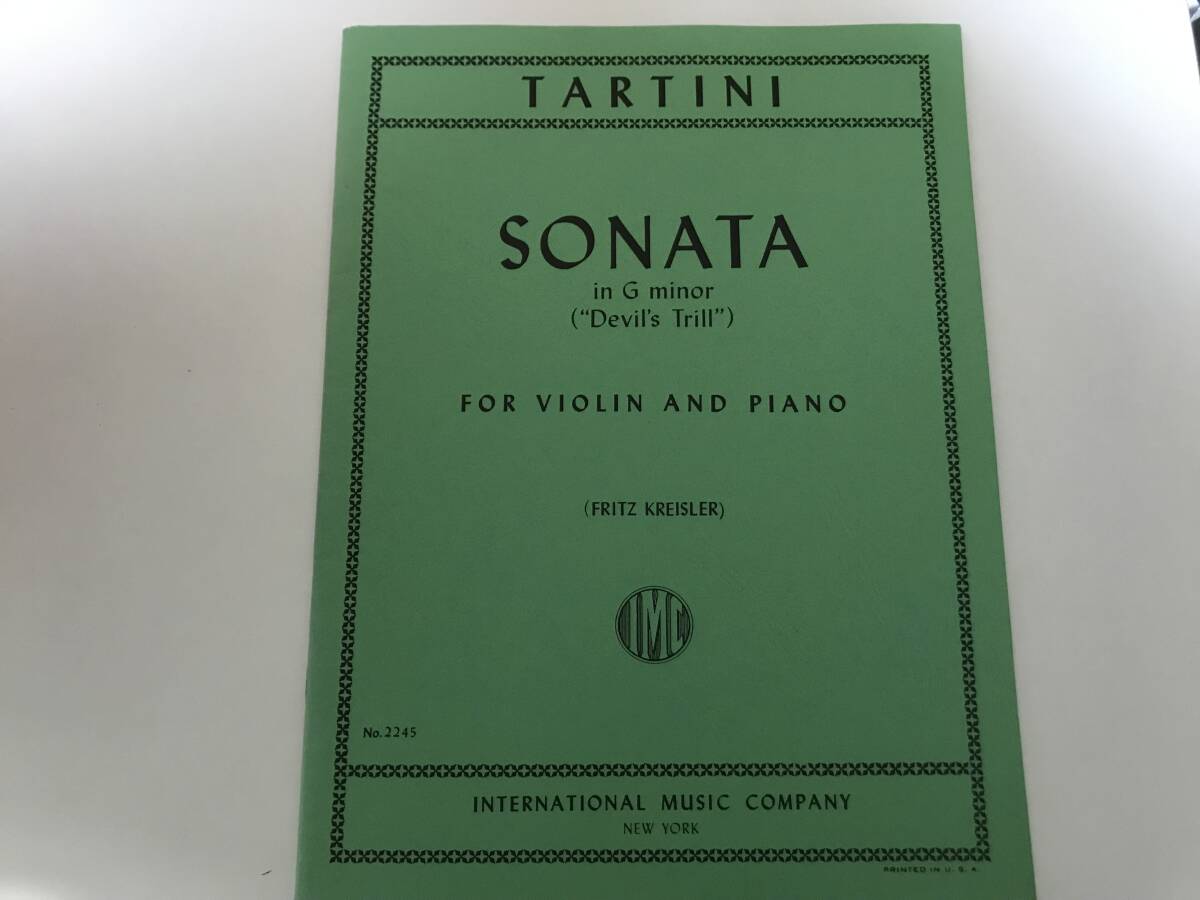 TARTINI
SONATA
in G minor
("Devil's Trill")
FOR VIOLIN AND PIANO
(FRITZ KREISLER)
IMC
No. 2245
INTERNATIONAL MUSIC COMPANY
NEW YORK
PRINTED IN U. S. A.